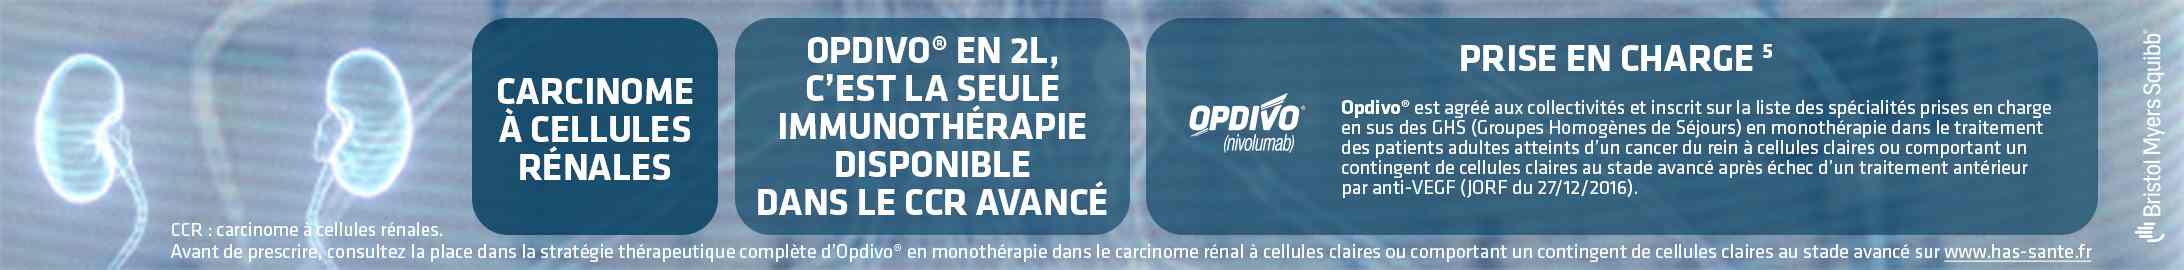 CARCINOME
À CELLULES
RÉNALES
OPDIVO® EN 2L,
C'EST LA SEULE
IMMUNOTHÉRAPIE
DISPONIBLE
DANS LE CCR AVANCÉ
PRISE EN CHARGE 5
OPDIVO®
(nivolumab)
Opdivo® est agréé aux collectivités et inscrit sur la liste des spécialités prises en charge
en sus des GHS (Groupes Homogènes de Séjours) en monothérapie dans le traitement
des patients adultes atteints d'un cancer du rein à cellules claires ou comportant un
contingent de cellules claires au stade avancé après échec d'un traitement antérieur
par anti-VEGF (JORF du 27/12/2016).
Bristol Myers Squibb
CCR : carcinome à cellules rénales.
Avant de prescrire, consultez la place dans la stratégie thérapeutique complète d'Opdivo® en monothérapie dans le carcinome rénal à cellules claires ou comportant un contingent de cellules claires au stade avancé sur www.has-sante.fr